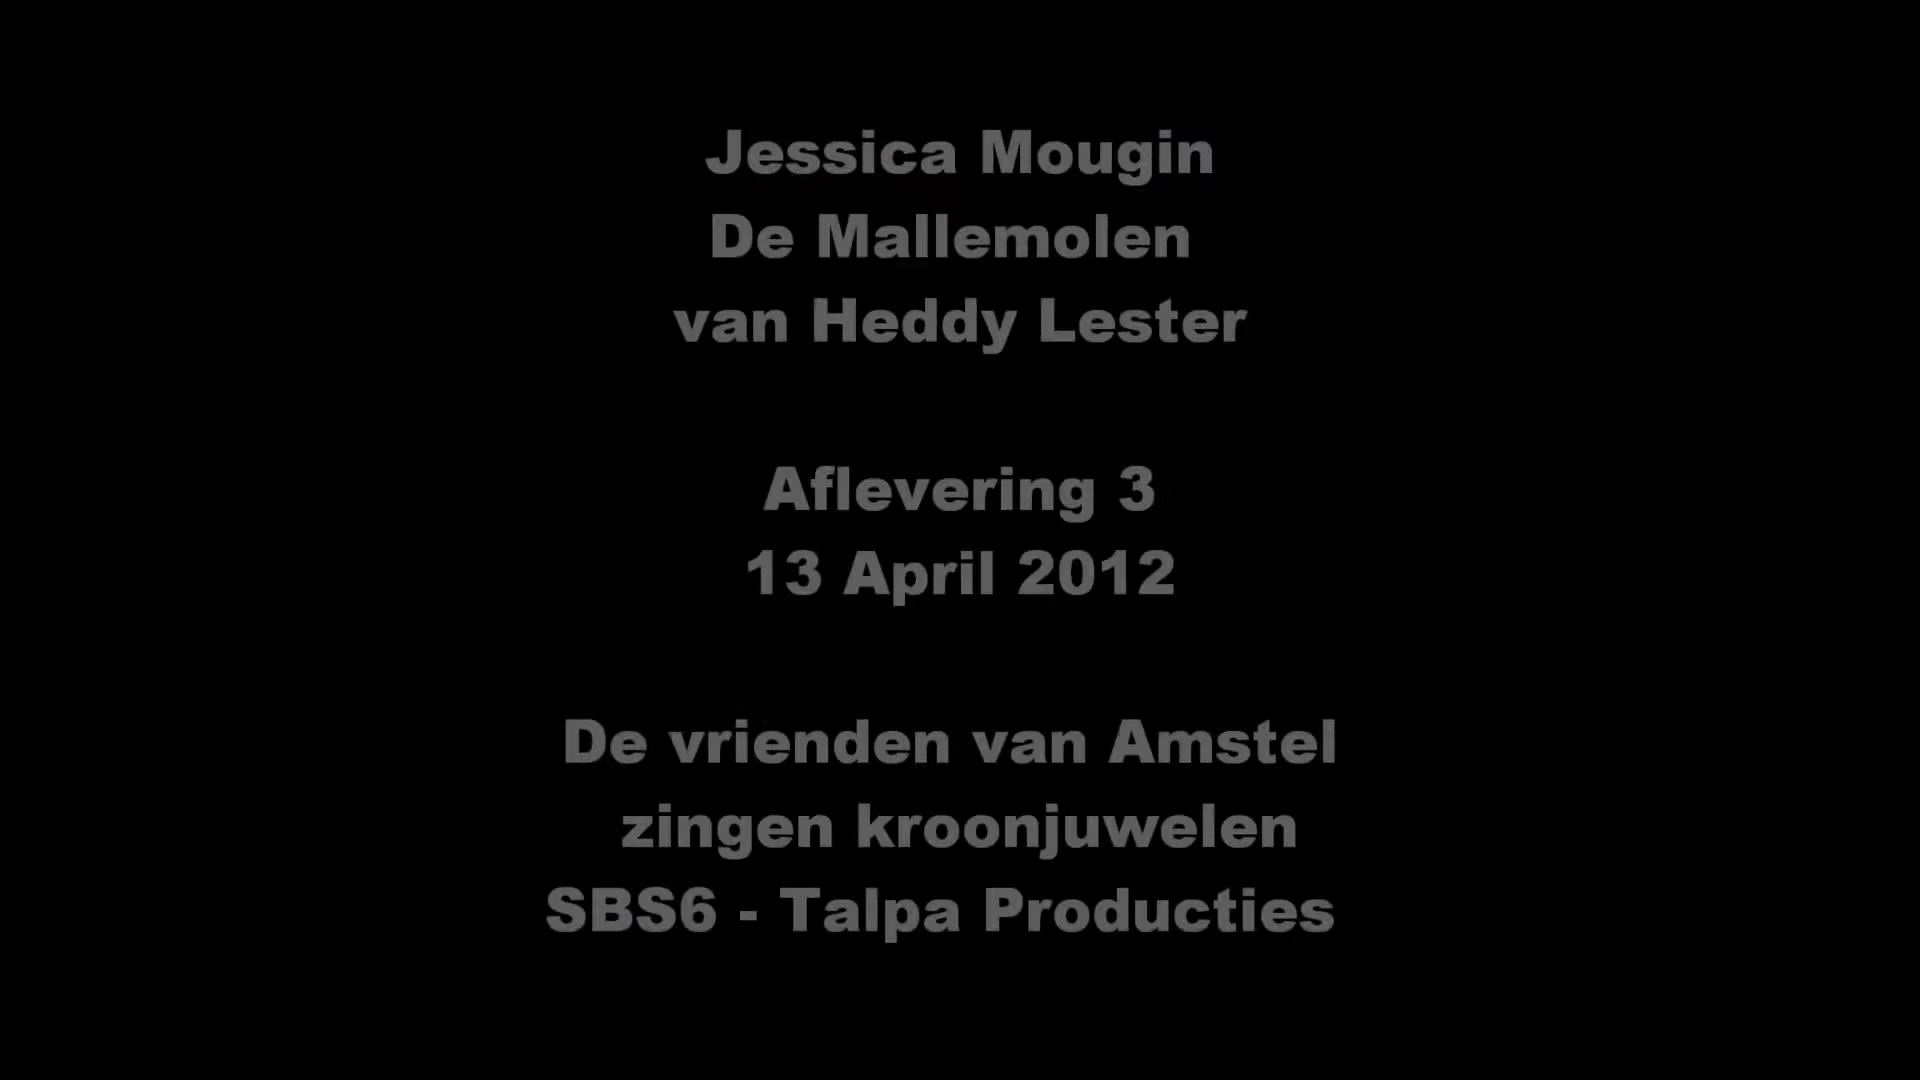 Jessica Mougin
De Mallemolen
van Heddy Lester
Aflevering 3
13 April 2012
De vrienden van Amstel
zingen kroonjuwelen
SBS6 - Talpa Producties